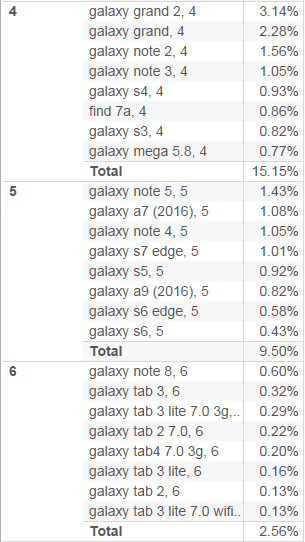 4 galaxy grand 2, 4 3.14%
galaxy grand, 4 2.28%
galaxy note 2, 4 1.56%
galaxy note 3, 4 1.05%
galaxy s4, 4 0.93%
find 7a, 4 0.86%
galaxy s3, 4 0.82%
galaxy mega 5.8, 4 0.77%
Total 15.15%
5 galaxy note 5, 5 1.43%
galaxy a7 (2016), 5 1.08%
galaxy note 4, 5 1.05%
galaxy s7 edge, 5 1.01%
galaxy s5, 5 0.92%
galaxy a9 (2016), 5 0.82%
galaxy s6 edge, 5 0.58%
galaxy s6, 5 0.43%
Total 9.50%
6 galaxy note 8, 6 0.60%
galaxy tab 3, 6 0.32%
galaxy tab 3 lite 7.0 3g,.. 0.29%
galaxy tab 2 7.0, 6 0.22%
galaxy tab4 7.0 3g, 6 0.20%
galaxy tab 3 lite, 6 0.16%
galaxy tab 2, 6 0.13%
galaxy tab 3 lite 7.0 wifi.. 0.13%
Total 2.56%